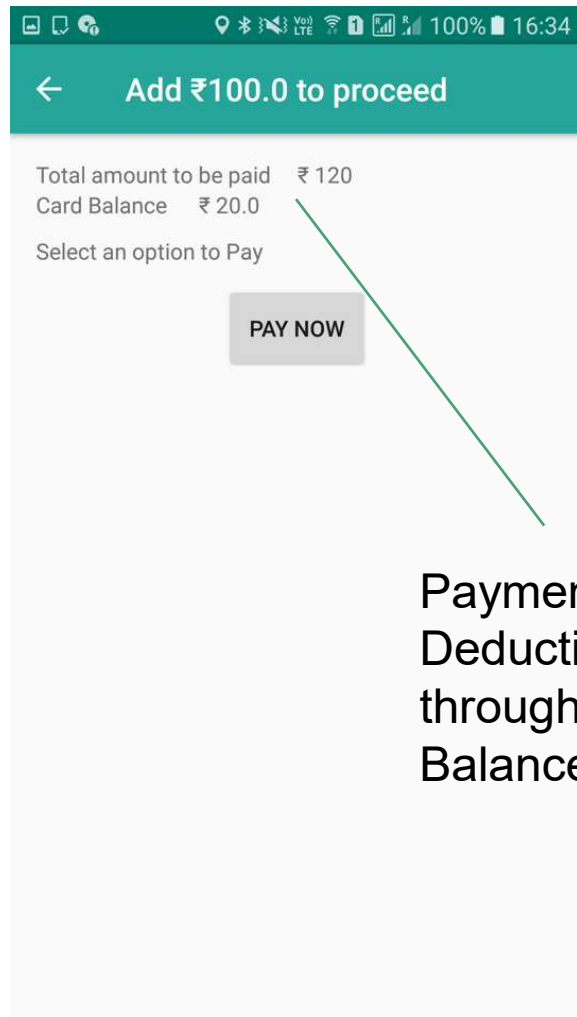 100% 16:34
Add ₹100.0 to proceed
Total amount to be paid ₹ 120
Card Balance ₹ 20.0
Select an option to Pay
PAY NOW
through